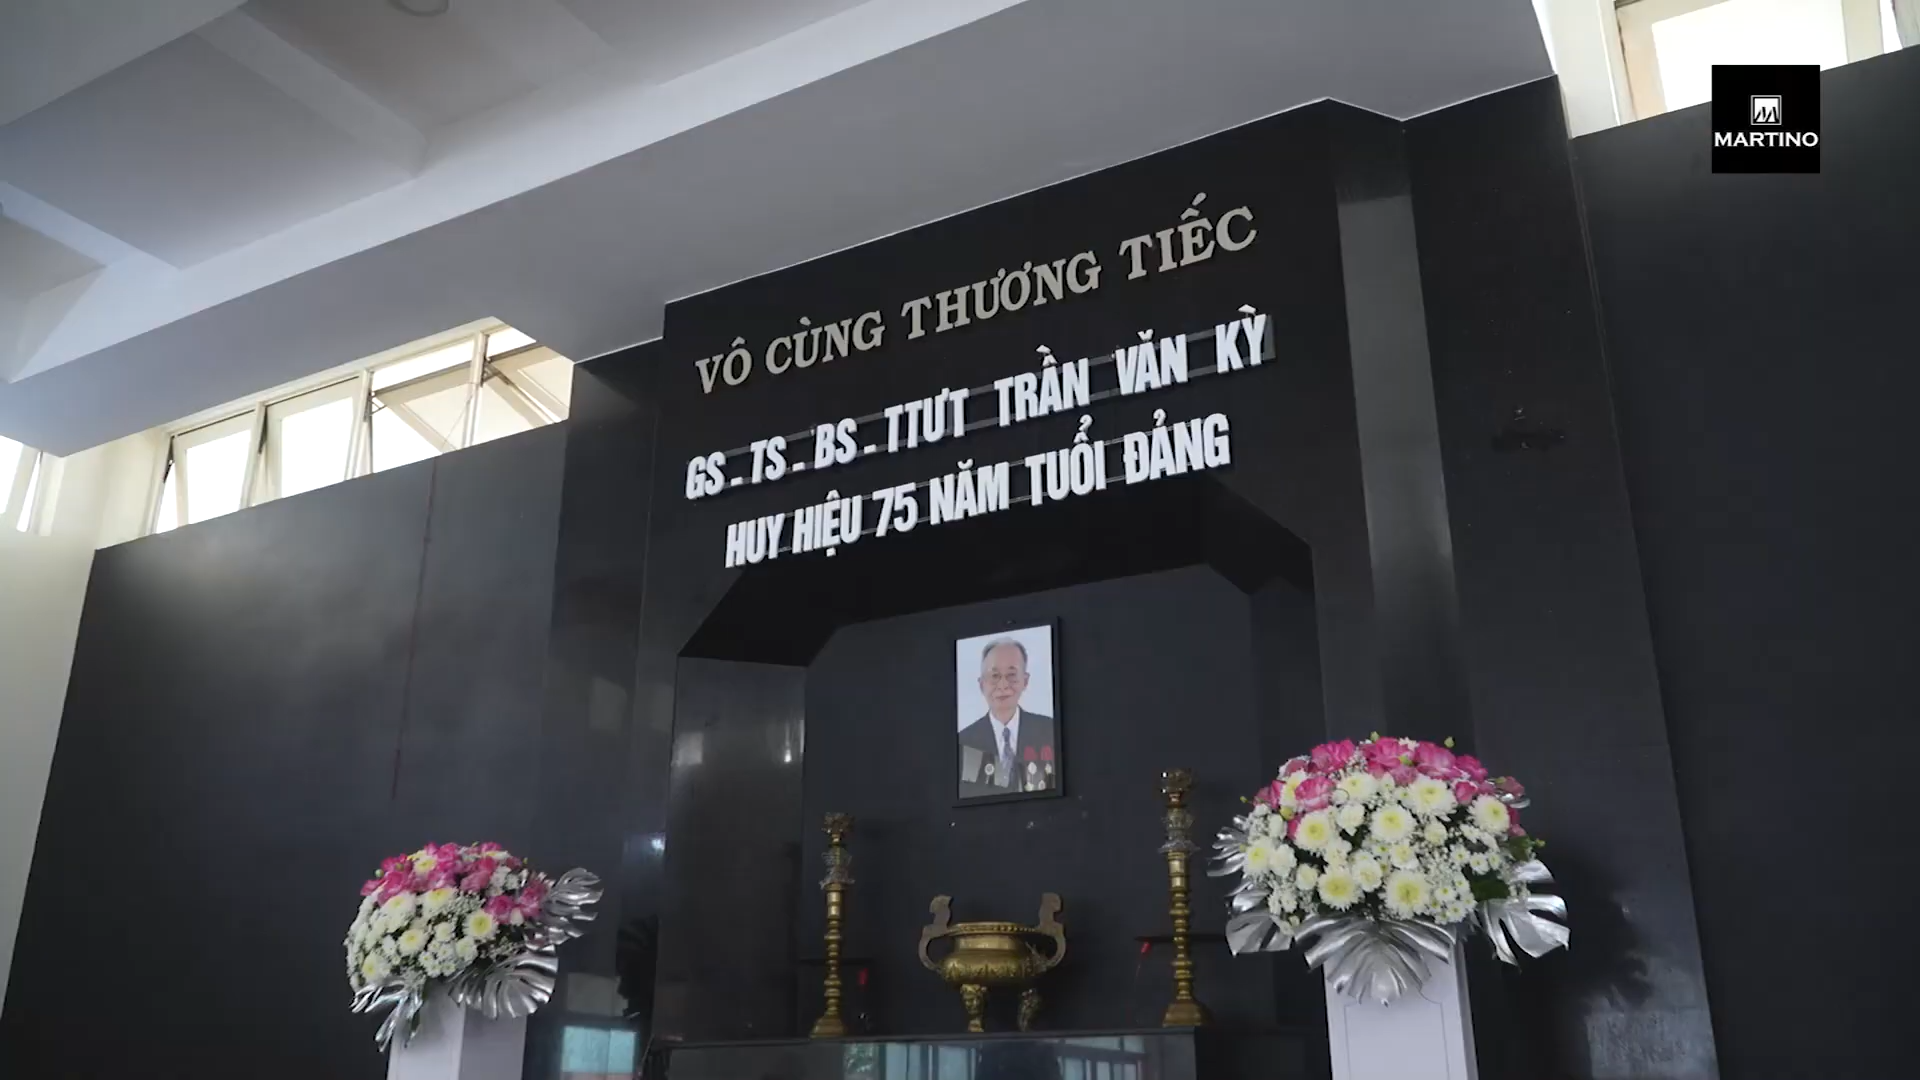 MARTINO
VÔ CÙNG THƯƠNG TIẾC
GS - TS - BS - TTƯT TRẦN VĂN KỲ
HUY HIỆU 75 NĂM TUỔI ĐẢNG